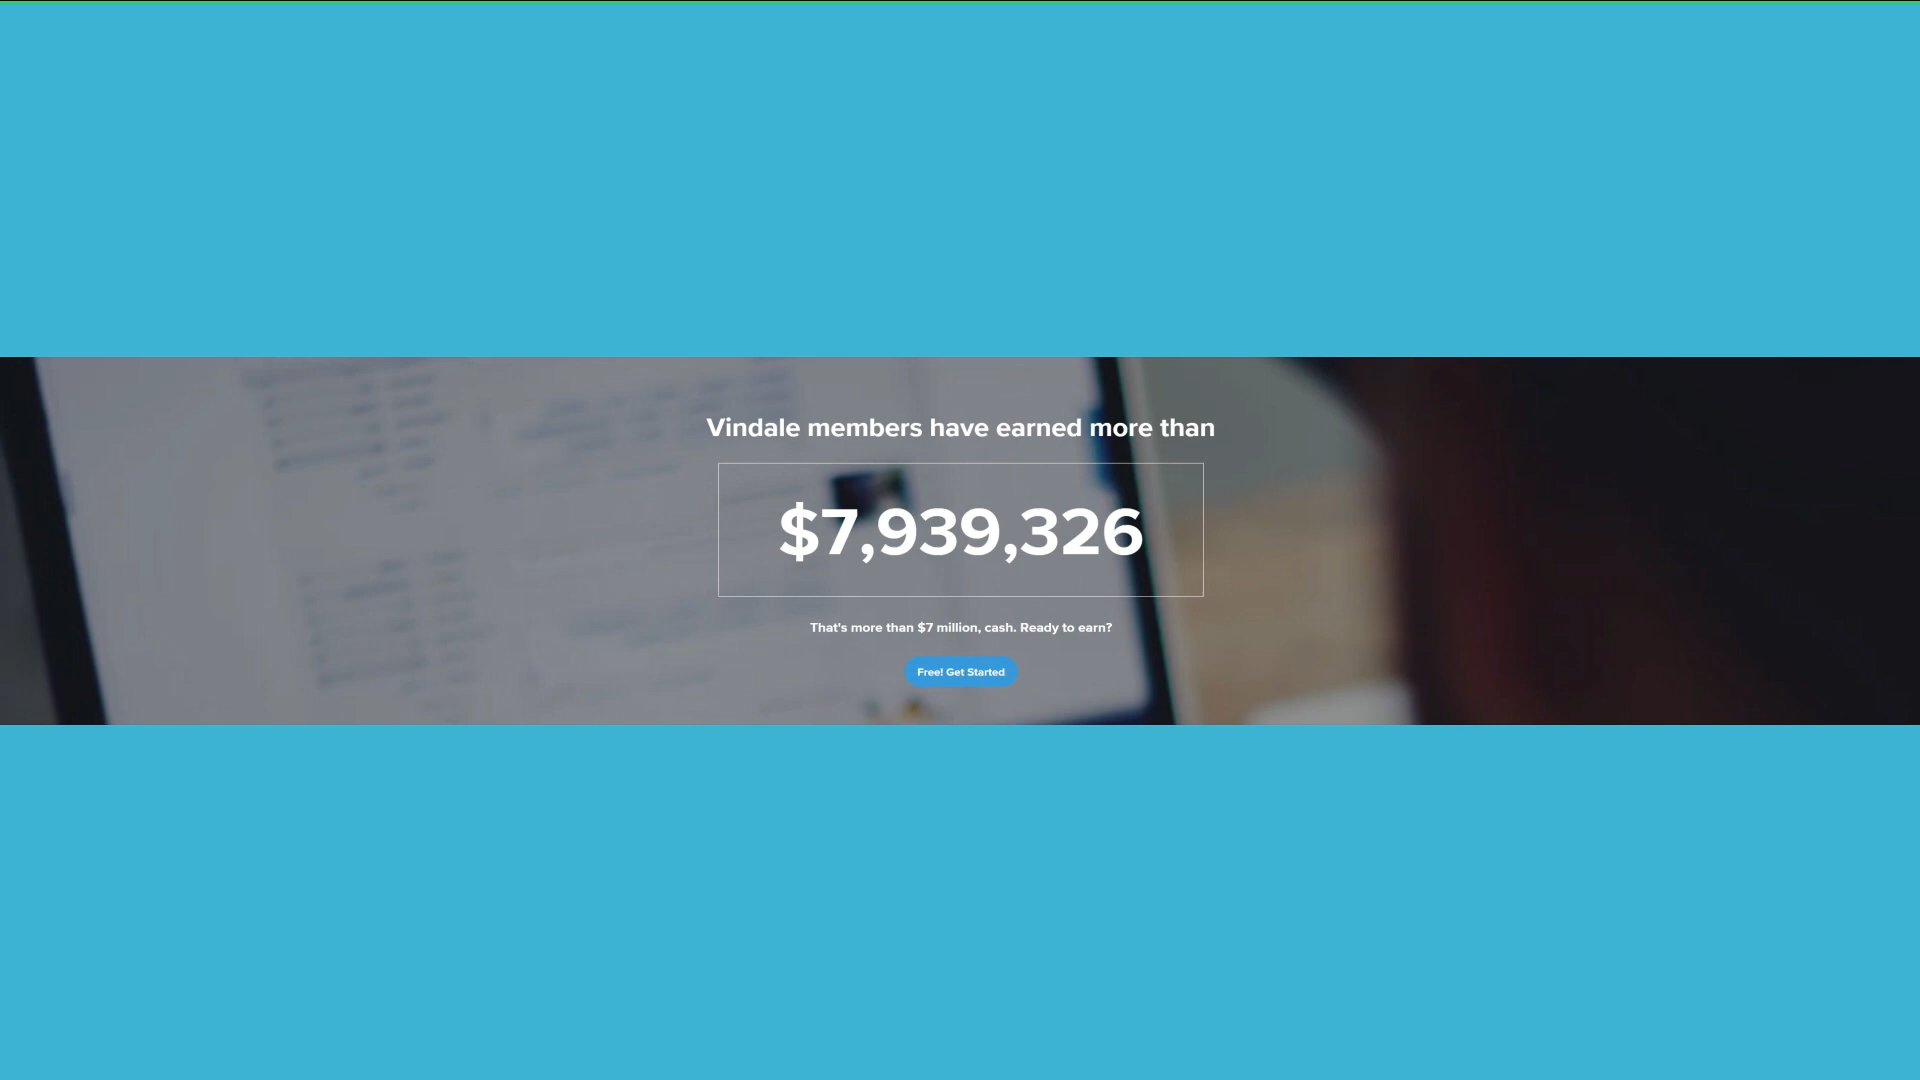 Vindale members have earned more than
$7,939,326
That's more than $7 million, cash. Ready to earn?
Free! Get Started